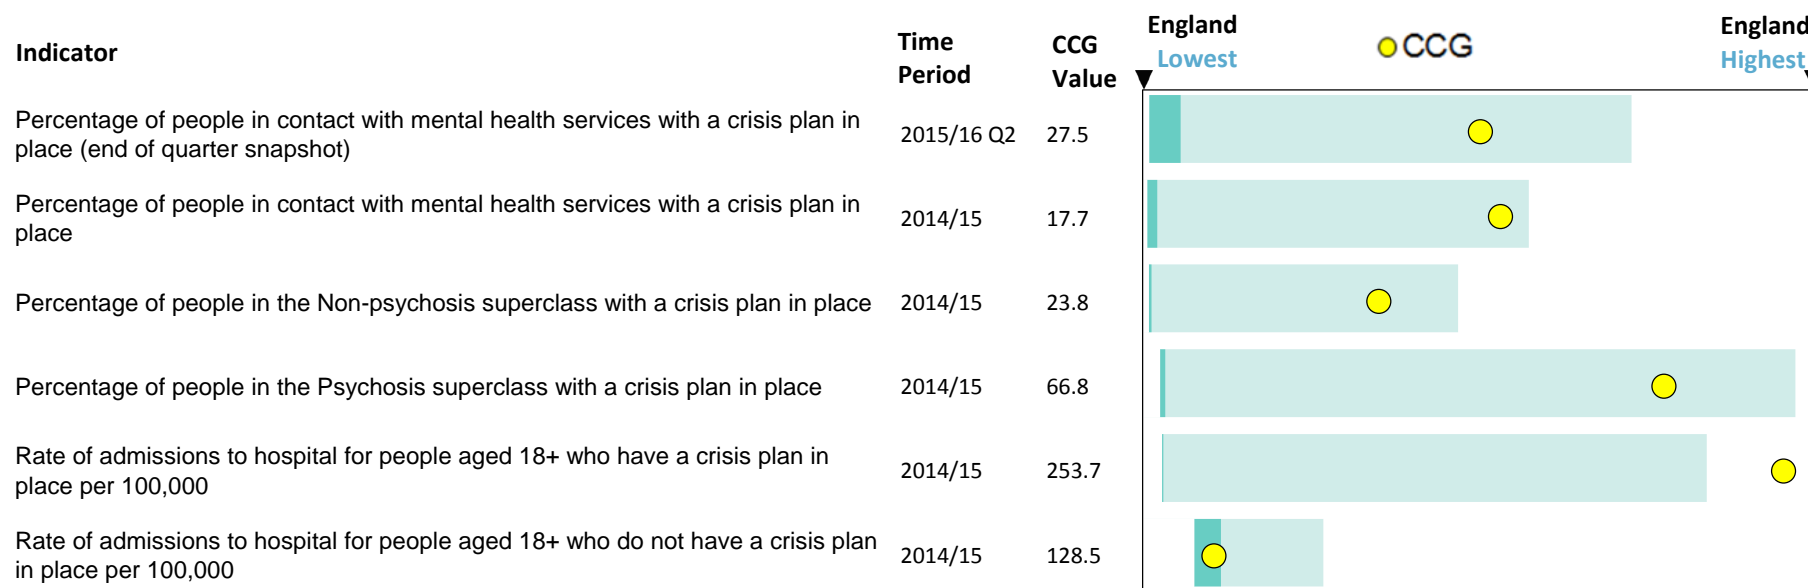 Indicator
Time Period
CCG Value
England Lowest
CCG
England Highest
Percentage of people in contact with mental health services with a crisis plan in
place (end of quarter snapshot)
2015/16 Q2
27.5
Percentage of people in contact with mental health services with a crisis plan in
place
2014/15
17.7
Percentage of people in the Non-psychosis superclass with a crisis plan in place
2014/15
23.8
Percentage of people in the Psychosis superclass with a crisis plan in place
2014/15
66.8
Rate of admissions to hospital for people aged 18+ who have a crisis plan in
place per 100,000
2014/15
253.7
Rate of admissions to hospital for people aged 18+ who do not have a crisis plan
in place per 100,000
2014/15
128.5